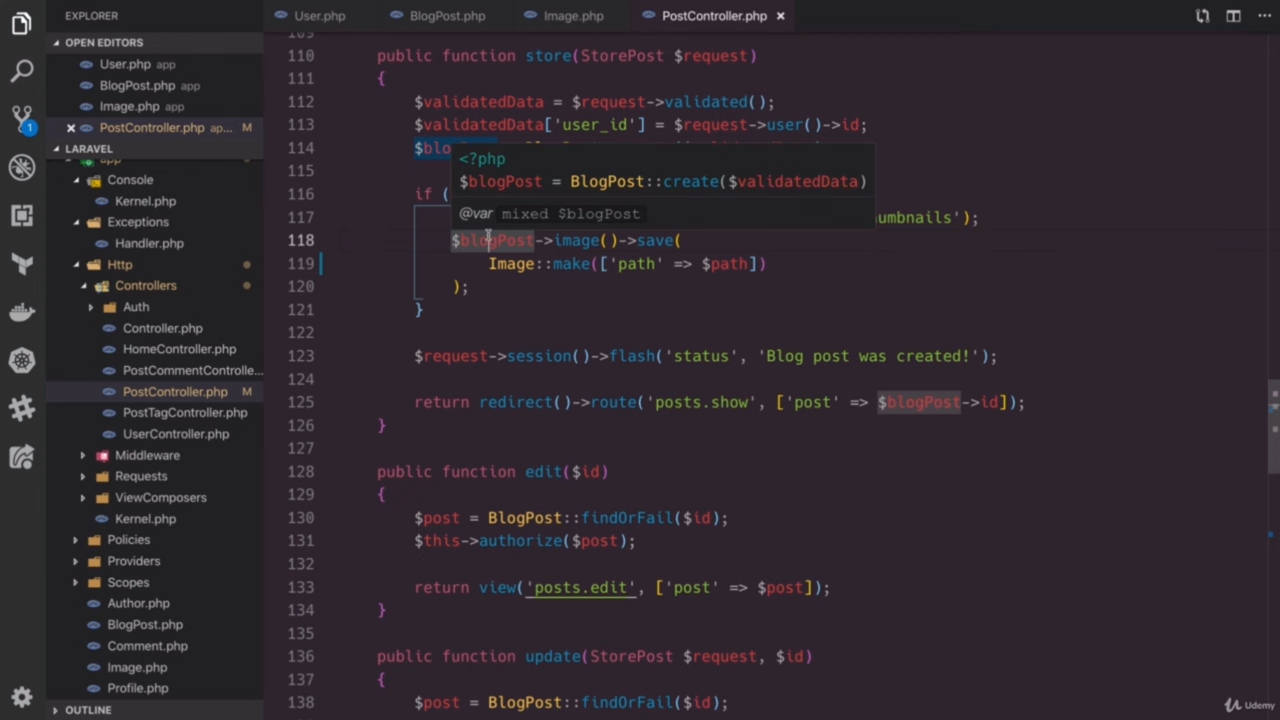 EXPLORER
User.php
BlogPost.php
Image.php
PostController.php ×
OPEN EDITORS
User.php app
BlogPost.php app
Image.php app
PostController.php ap... M
LARAVEL
app
Console
Kernel.php
Exceptions
Handler.php
Http
Controllers
Auth
Controller.php
HomeController.php
PostCommentControlle...
PostController.php M
PostTagController.php
UserController.php
Middleware
Requests
ViewComposers
Kernel.php
Policies
Providers
Scopes
Author.php
BlogPost.php
Comment.php
Image.php
Profile.php
OUTLINE
1
109
110 public function store(StorePost $request)
111 {
112 $validatedData = $request->validated();
113 $validatedData['user_id'] = $request->user()->id;
114 $blo
<?php
$blogPost = BlogPost::create($validatedData)
@var mixed $blogPost
115
116 if (
117 umbnails');
118 $blogPost->image()->save(
119 Image::make(['path' => $path])
120 );
121 }
122
123 $request->session()->flash('status', 'Blog post was created!');
124
125 return redirect()->route('posts.show', ['post' => $blogPost->id]);
126 }
127
128 public function edit($id)
129 {
130 $post = BlogPost::findOrFail($id);
131 $this->authorize($post);
132
133 return view('posts.edit', ['post' => $post]);
134 }
135
136 public function update(StorePost $request, $id)
137 {
138 $post = BlogPost::findOrFail($id);
Udemy